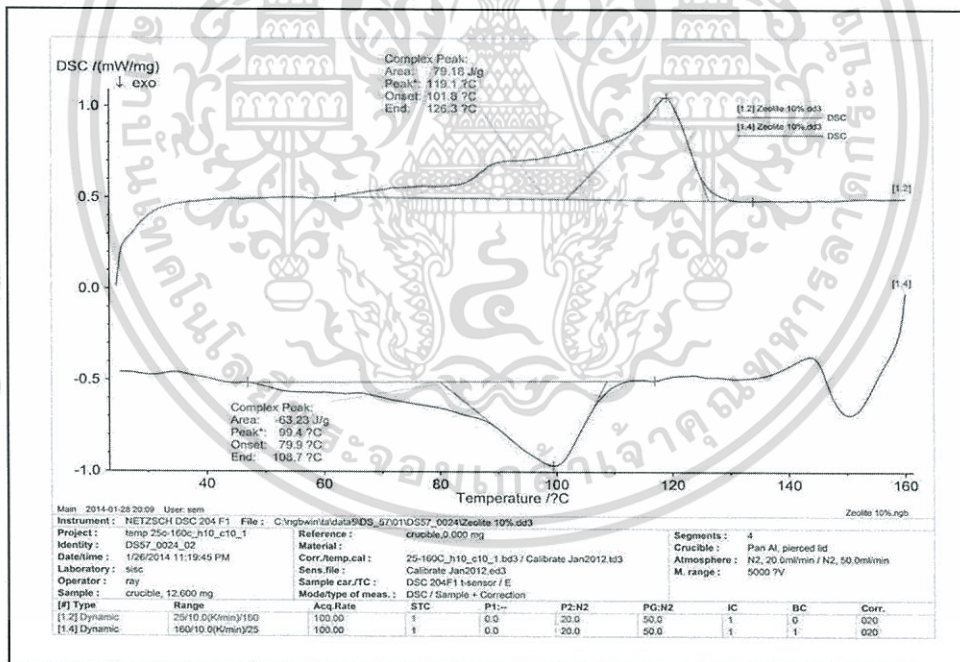 DSC /(mW/mg)
↓ exo
Complex Peak:
Area: 79.18 J/g
Peak*: 119.1 ?C
Onset: 101.8 ?C
End: 126.3 ?C
[1.2] Zeolite 10%.dd3
DSC
[1.4] Zeolite 10%.dd3
DSC
1.0
0.5
0.0
-0.5
-1.0
[1.2]
[1.4]
Complex Peak:
Area: -63.23 J/g
Peak*: 99.4 ?C
Onset: 79.9 ?C
End: 108.7 ?C
40 60 80 100 120 140 160
Temperature /?C
Main 2014-01-28 20:09 User: sem
Zeolite 10%.ngb
Instrument : NETZSCH DSC 204 F1 File : C:\ngbwin\ta\data5\DS_57\01\DS57_0024\Zeolite 10%.dd3
Project : temp 25c-160c_h10_c10_1 Reference : crucible,0.000 mg Segments : 4
Identity : DS57_0024_02 Material : Crucible : Pan Al, pierced lid
Date/time : 1/26/2014 11:19:45 PM Corr./temp.cal : 25-160C_h10_c10_1.bd3 / Calibrate Jan2012.td3 Atmosphere : N2, 20.0ml/min / N2, 50.0ml/min
Laboratory : sisc Sens.file : Calibrate Jan2012.ed3 M. range : 5000 ?V
Operator : ray Sample car./TC : DSC 204F1 t-sensor / E
Sample : crucible, 12.600 mg Mode/type of meas. : DSC / Sample + Correction
[#] Type Range Acq.Rate STC P1:-- P2:N2 PG:N2 IC BC Corr.
[1.2] Dynamic 25/10.0(K/min)/160 100.00 1 0.0 20.0 50.0 1 0 020
[1.4] Dynamic 160/10.0(K/min)/25 100.00 1 0.0 20.0 50.0 1 1 020